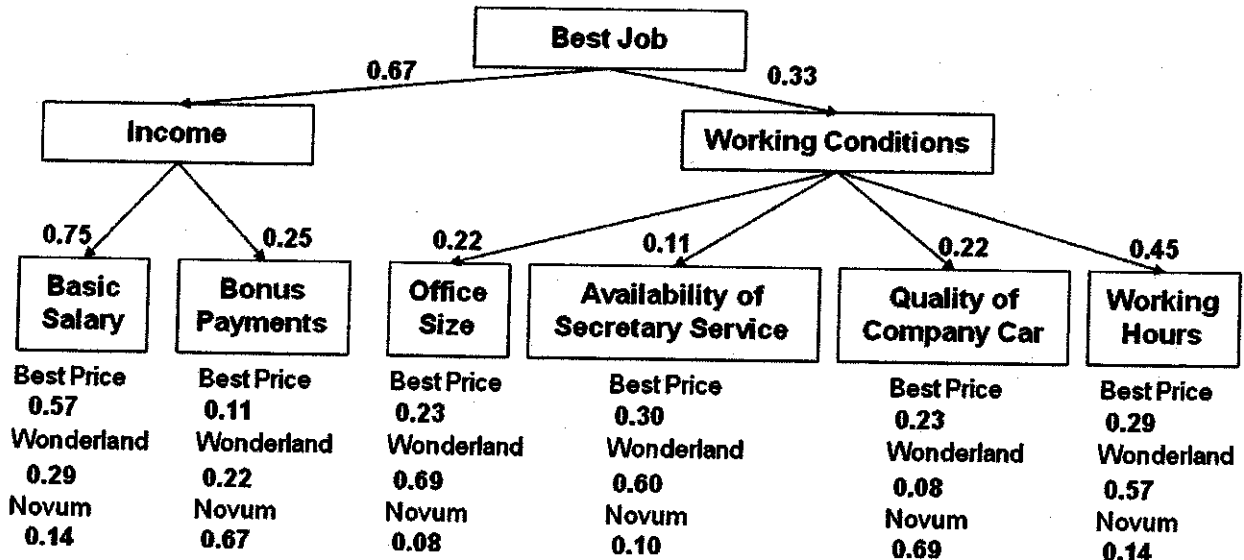 Best Job
0.67
0.33
Income
Working Conditions
0.75
0.25
0.22
0.11
0.22
0.45
Basic
Salary
Bonus
Payments
Office
Size
Availability of
Secretary Service
Quality of
Company Car
Working
Hours
Best Price
0.57
Wonderland
0.29
Novum
0.14
Best Price
0.11
Wonderland
0.22
Novum
0.67
Best Price
0.23
Wonderland
0.69
Novum
0.08
Best Price
0.30
Wonderland
0.60
Novum
0.10
Best Price
0.23
Wonderland
0.08
Novum
0.69
Best Price
0.29
Wonderland
0.57
Novum
0.14